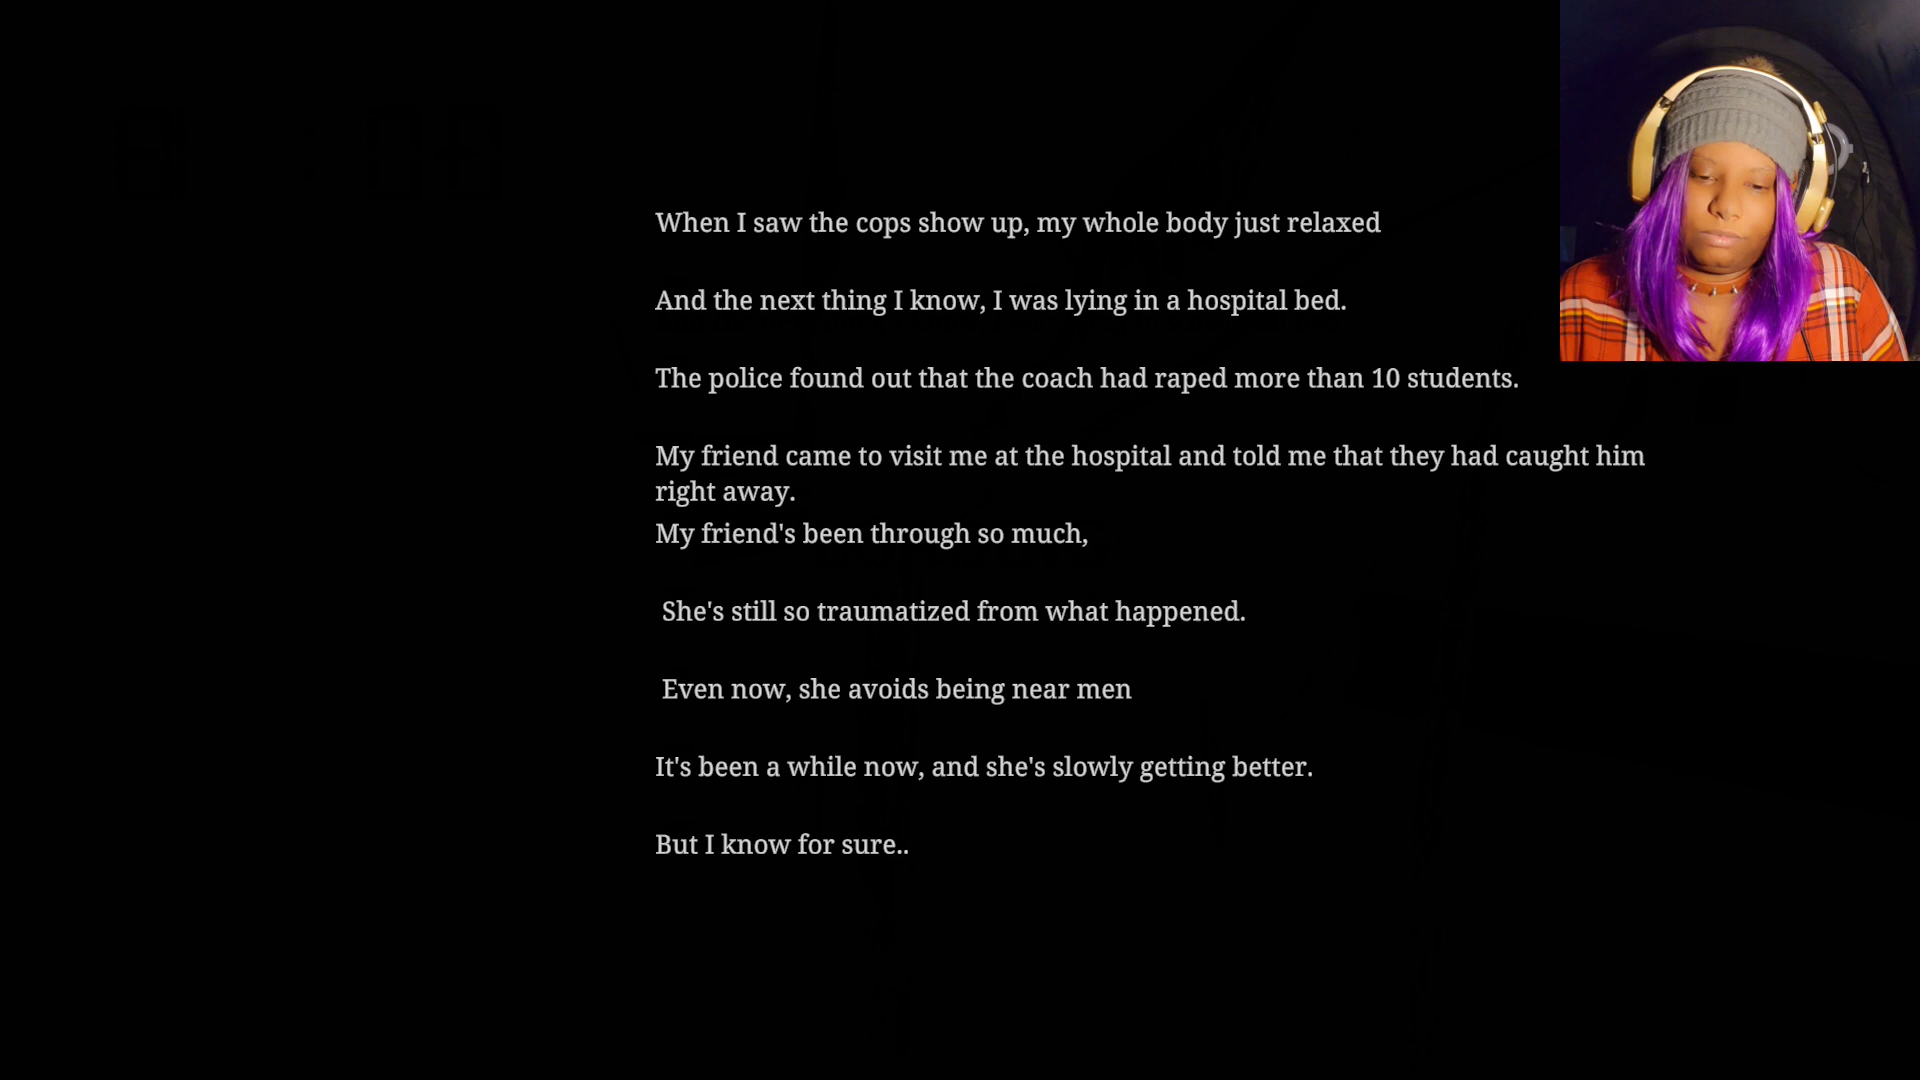 When I saw the cops show up, my whole body just relaxed
And the next thing I know, I was lying in a hospital bed.
The police found out that the coach had raped more than 10 students.
My friend came to visit me at the hospital and told me that they had caught him
right away.
My friend's been through so much,
She's still so traumatized from what happened.
Even now, she avoids being near men
It's been a while now, and she's slowly getting better.
But I know for sure..